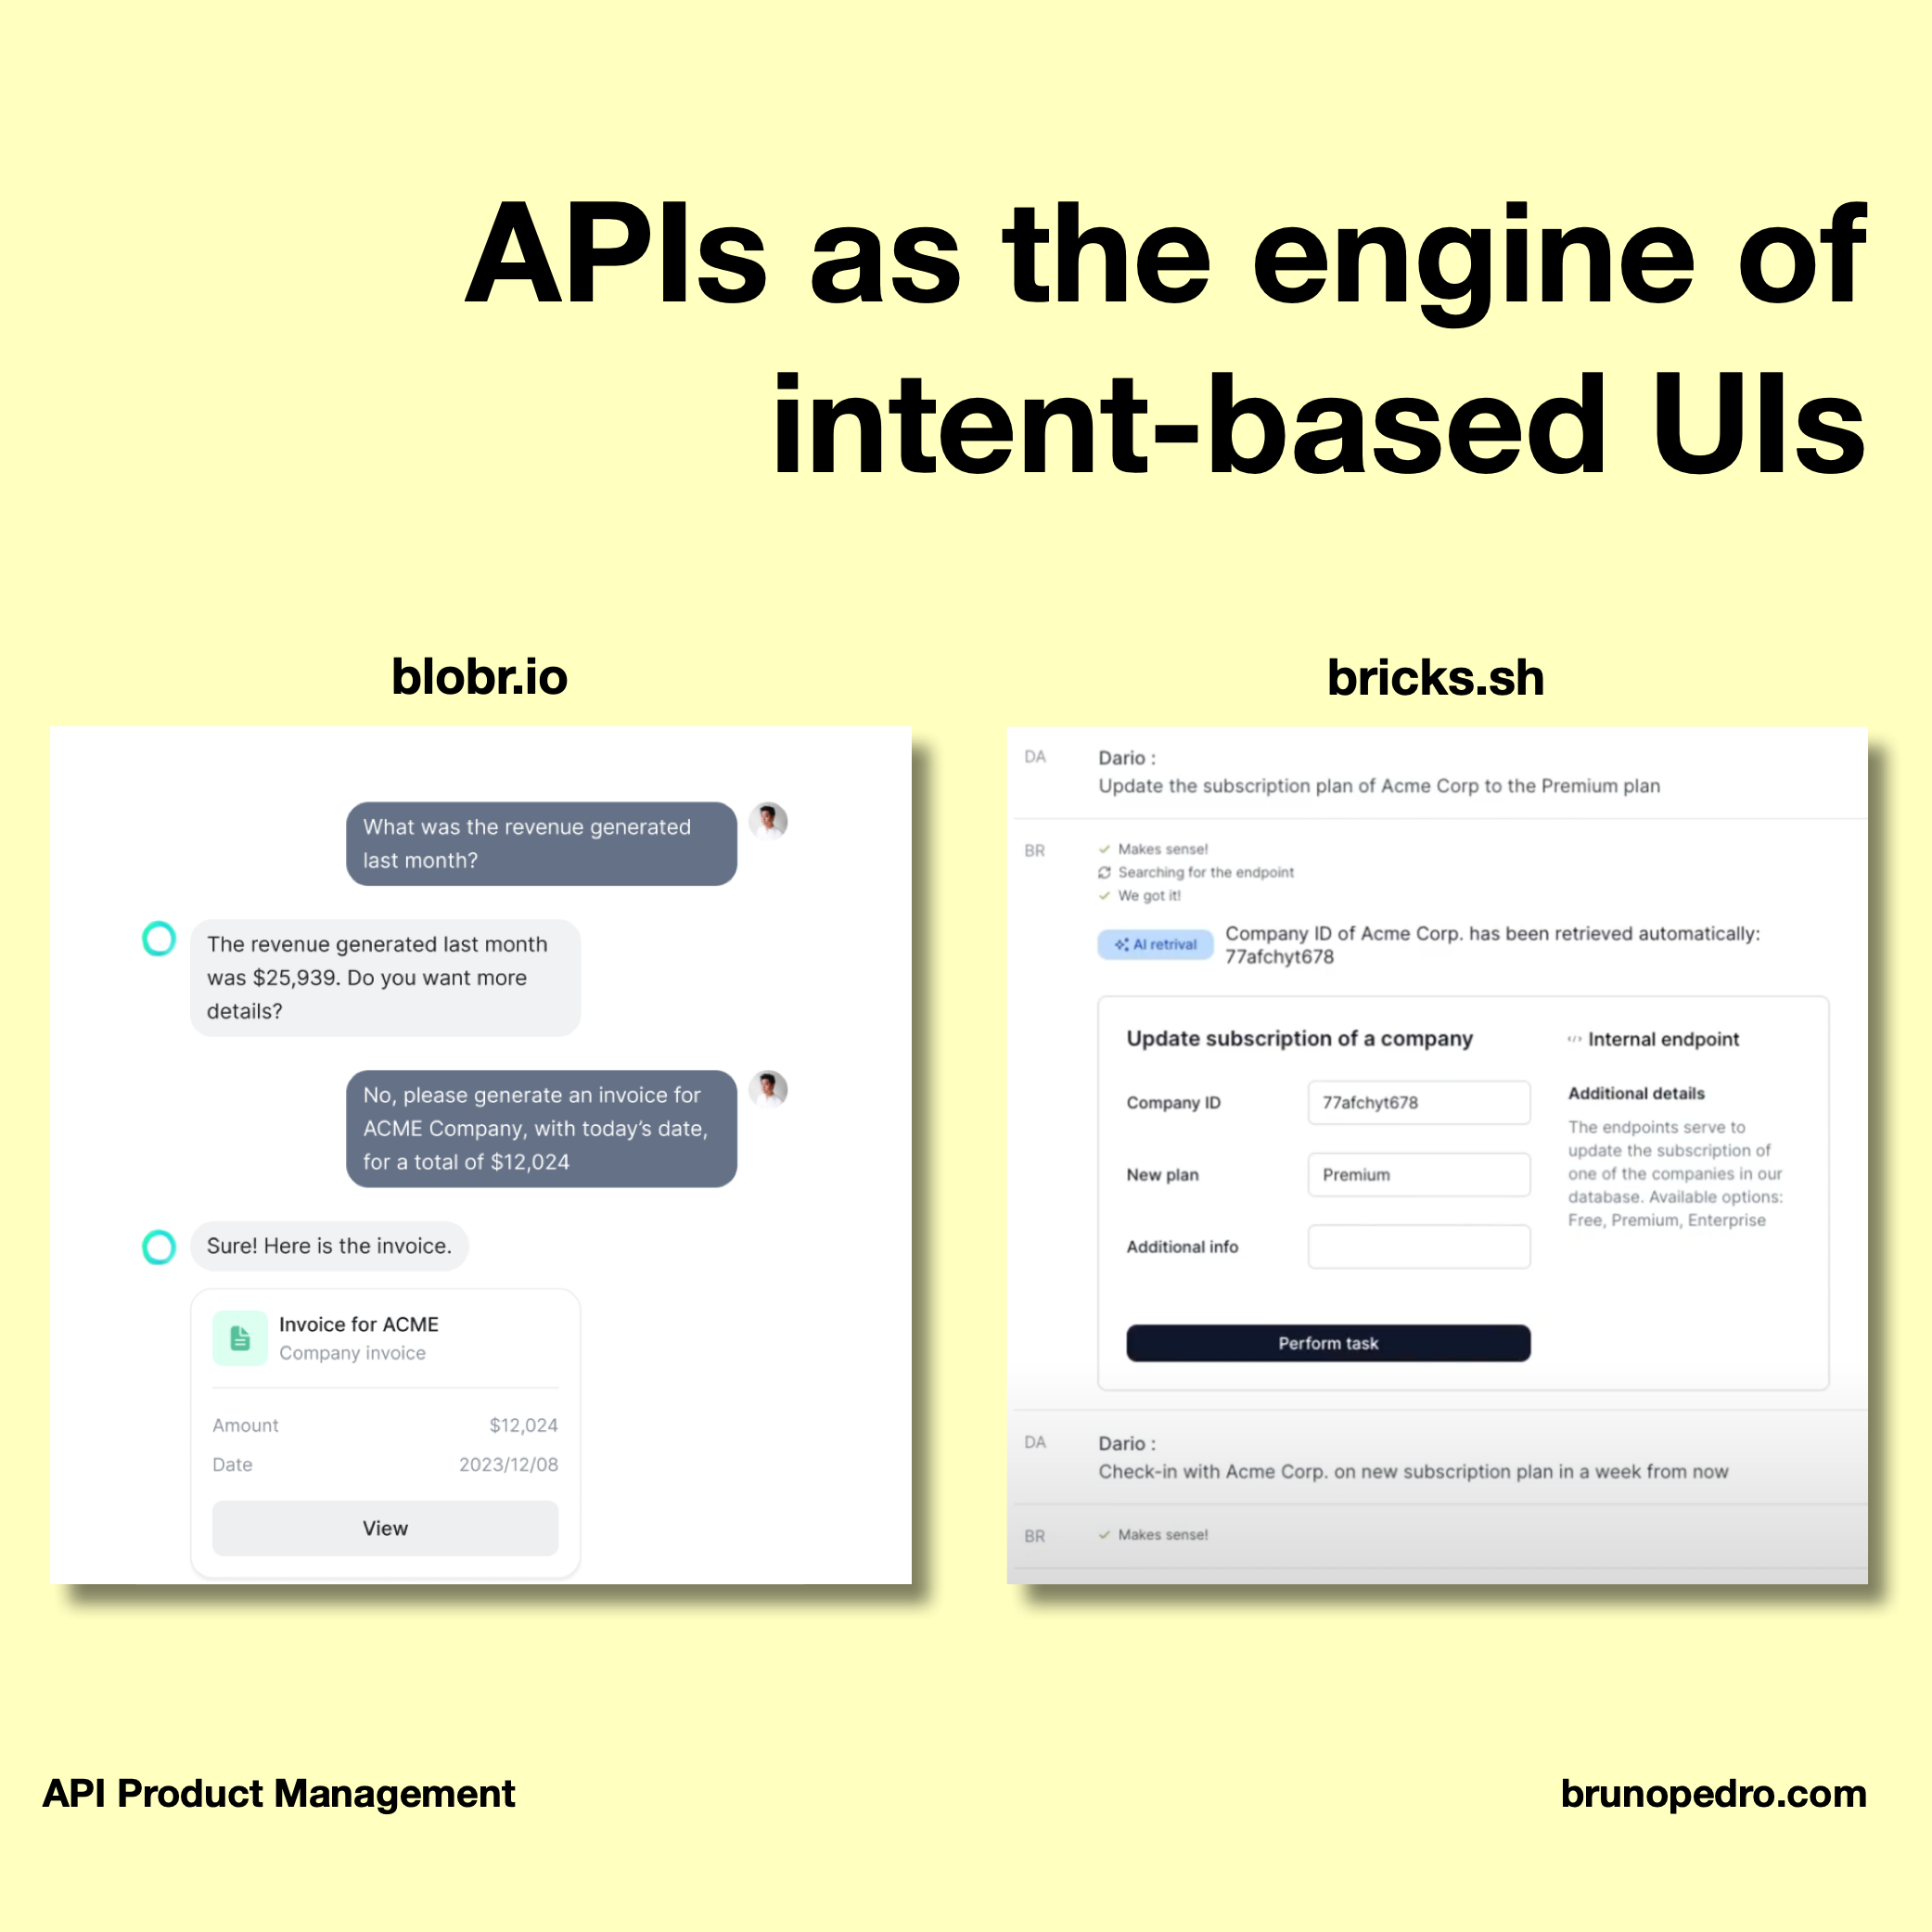 APIs as the engine of
intent-based UIs
blobr.io
What was the revenue generated
last month?
The revenue generated last month
was $25,939. Do you want more
details?
No, please generate an invoice for
ACME Company, with today’s date,
for a total of $12,024
Sure! Here is the invoice.
Invoice for ACME
Company invoice
Amount $12,024
Date 2023/12/08
View
bricks.sh
DA Dario :
Update the subscription plan of Acme Corp to the Premium plan
BR Makes sense!
Searching for the endpoint
We got it!
AI retrival Company ID of Acme Corp. has been retrieved automatically:
77afchyt678
Update subscription of a company
Company ID 77afchyt678
New plan Premium
Additional info
Perform task
</> Internal endpoint
Additional details
The endpoints serve to
update the subscription of
one of the companies in our
database. Available options:
Free, Premium, Enterprise
DA Dario :
Check-in with Acme Corp. on new subscription plan in a week from now
BR Makes sense!
API Product Management
brunopedro.com